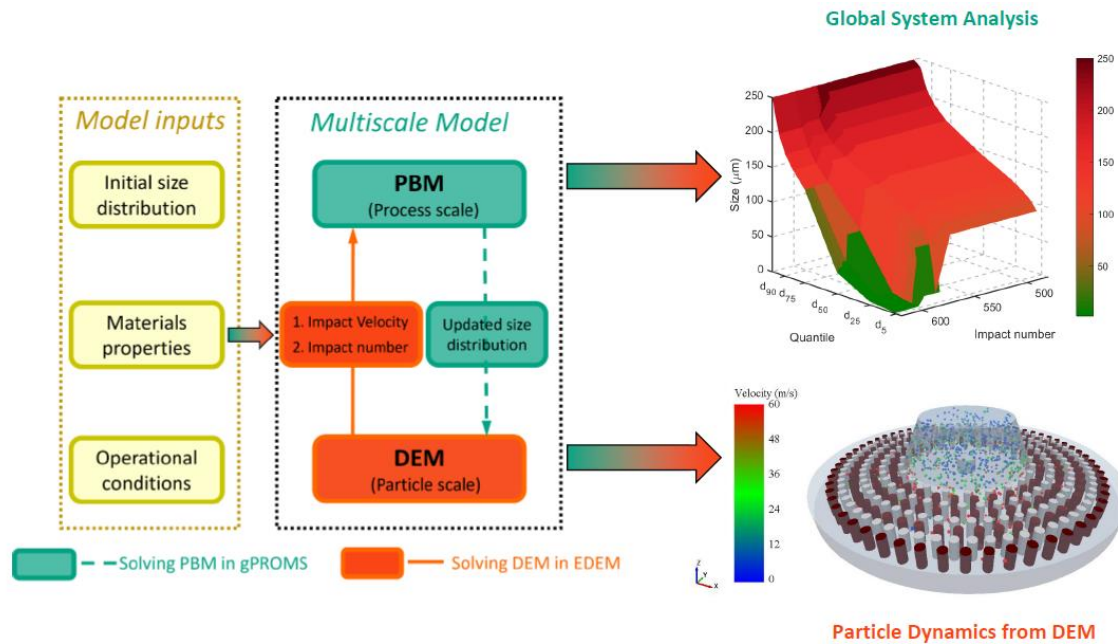 Global System Analysis
Model inputs
Initial size
distribution
Materials
properties
Operational
conditions
Multiscale Model
PBM
(Process scale)
1. Impact Velocity
2. Impact number
Updated size
distribution
DEM
(Particle scale)
Solving PBM in gPROMS
Solving DEM in EDEM
Size (μm)
250
200
150
100
50
0
d90 d75
d50
d25
d5
Quantile
600
550
500
Impact number
250
200
150
100
50
Velocity (m/s)
60
48
36
24
12
0
Z
Y
X
Particle Dynamics from DEM